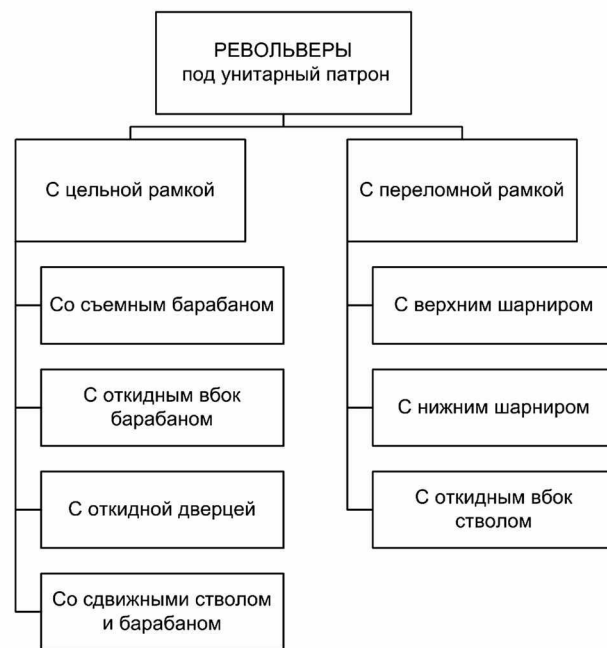 РЕВОЛЬВЕРЫ
под унитарный патрон
С цельной рамкой
Со съемным барабаном
С откидным вбок
барабаном
С откидной дверцей
Со сдвижными стволом
и барабаном
С переломной рамкой
С верхним шарниром
С нижним шарниром
С откидным вбок
стволом